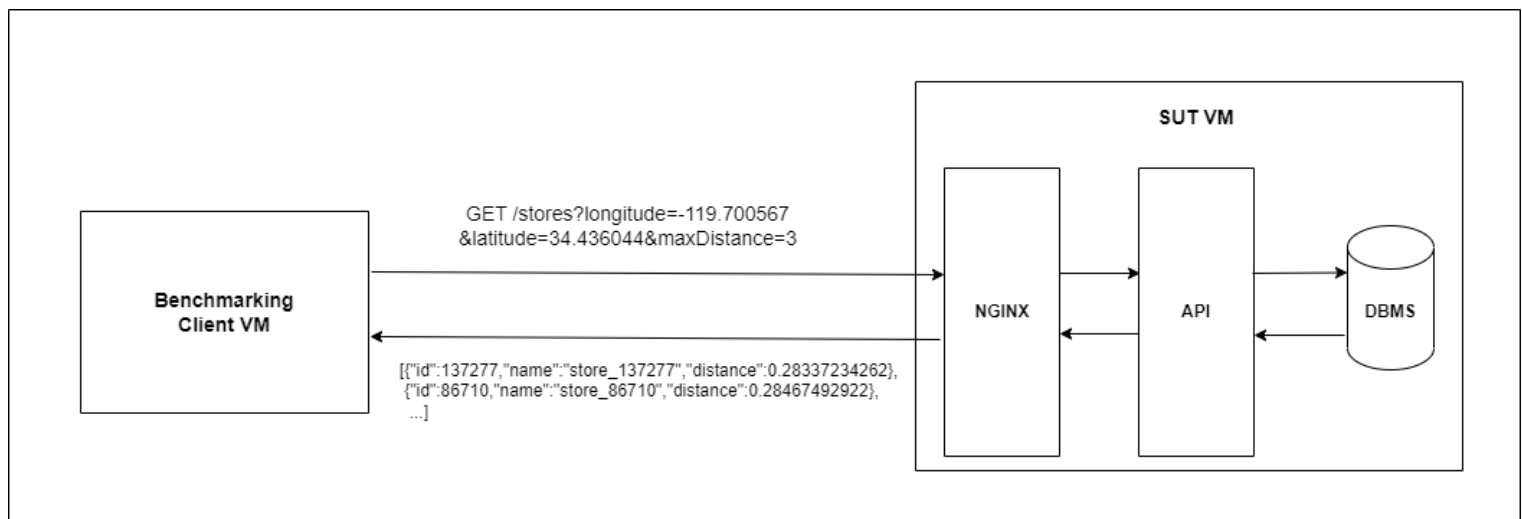 SUT VM
GET /stores?longitude=-119.700567
&latitude=34.436044&maxDistance=3
Benchmarking
Client VM
NGINX
API
DBMS
[{"id":137277,"name":"store_137277","distance":0.28337234262},
{"id":86710,"name":"store_86710","distance":0.28467492922},
...]